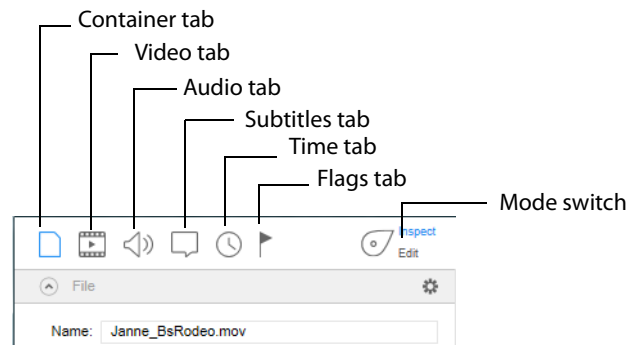 Container tab
Video tab
Audio tab
Subtitles tab
Time tab
Flags tab
Mode switch
Inspect
Edit
File
Name: Janne_BsRodeo.mov